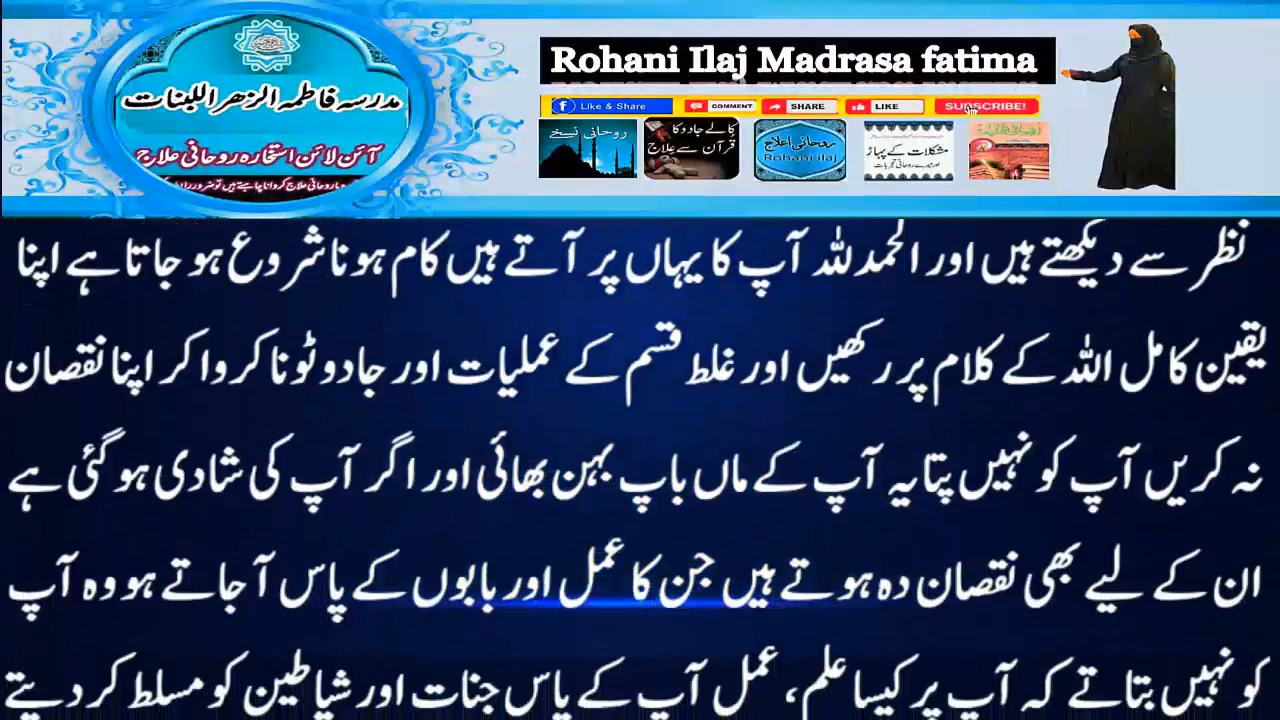 Rohani Ilaj Madrasa fatima
مدرسہ فاطمہ الزھرا للبنات
آئن لائن استخارہ روحانی علاج
Like & Share
COMMENT
SHARE
LIKE
SUBSCRIBE!
روحانی نسخ
کالے جادو کا
قرآن سے علاج
روحانی علاج
Rohani ilaj
مشکلات کے پہاڑ
نظر سے دیکھتے ہیں اور الحمدللہ آپ کا یہاں پر آتے ہیں کام ہونا شروع ہو جاتا ہے اپنا
یقین کامل اللہ کے کلام پر رکھیں اور غلط قسم کے عملیات اور جادو ٹونا کروا کر اپنا نقصان
نہ کریں آپ کو نہیں پتا یہ آپ کے ماں باپ بہن بھائی اور اگر آپ کی شادی ہو گئی ہے
ان کے لیے بھی نقصان دہ ہوتے ہیں جن کا عمل اور بابوں کے پاس آ جاتے ہو وہ آپ
کو نہیں بتاتے کہ آپ پر کیسا علم، عمل آپ کے پاس جنات اور شیاطین کو مسلط کر دیتے